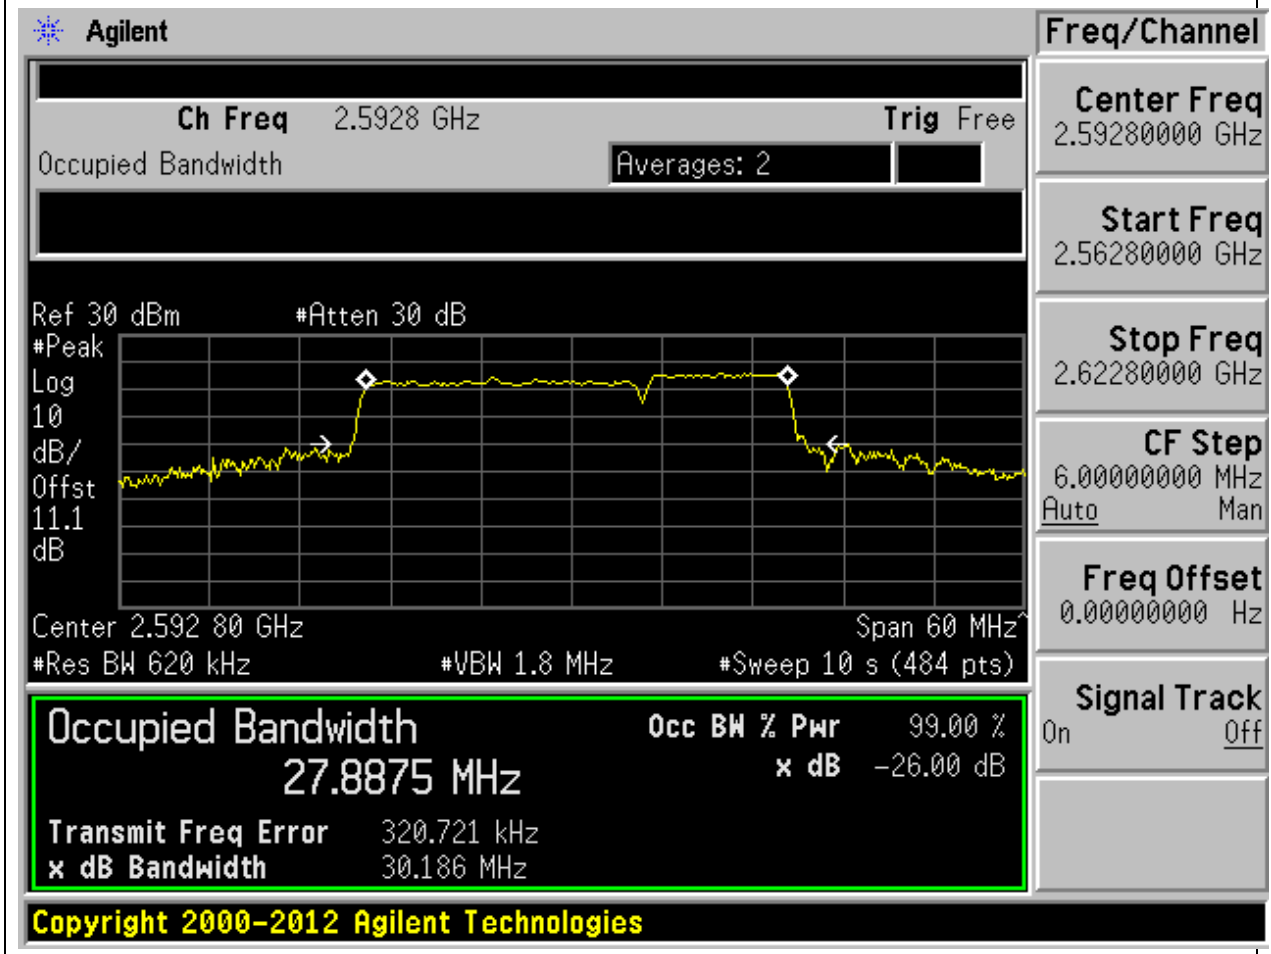 Agilent
Freq/Channel
Ch Freq 2.5928 GHz Trig Free
Occupied Bandwidth Averages: 2
Center Freq
2.59280000 GHz
Start Freq
2.56280000 GHz
Stop Freq
2.62280000 GHz
CF Step
6.00000000 MHz
Auto Man
Freq Offset
0.00000000 Hz
Signal Track
On Off
Ref 30 dBm #Atten 30 dB
#Peak
Log
10
dB/
Offst
11.1
dB
Center 2.592 80 GHz Span 60 MHz^
#Res BW 620 kHz #VBW 1.8 MHz #Sweep 10 s (484 pts)
Occupied Bandwidth Occ BW % Pwr 99.00 %
27.8875 MHz x dB -26.00 dB
Transmit Freq Error 320.721 kHz
x dB Bandwidth 30.186 MHz
Copyright 2000-2012 Agilent Technologies